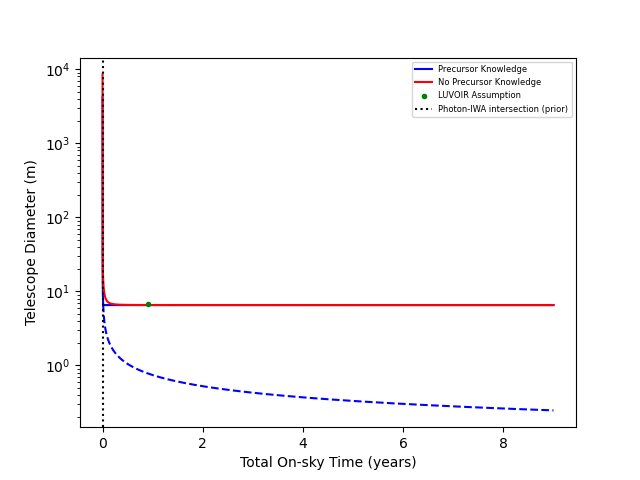 Precursor Knowledge
No Precursor Knowledge
LUVOIR Assumption
Photon-IWA intersection (prior)
10⁴
10³
10²
10¹
10⁰
Telescope Diameter (m)
0 2 4 6 8
Total On-sky Time (years)